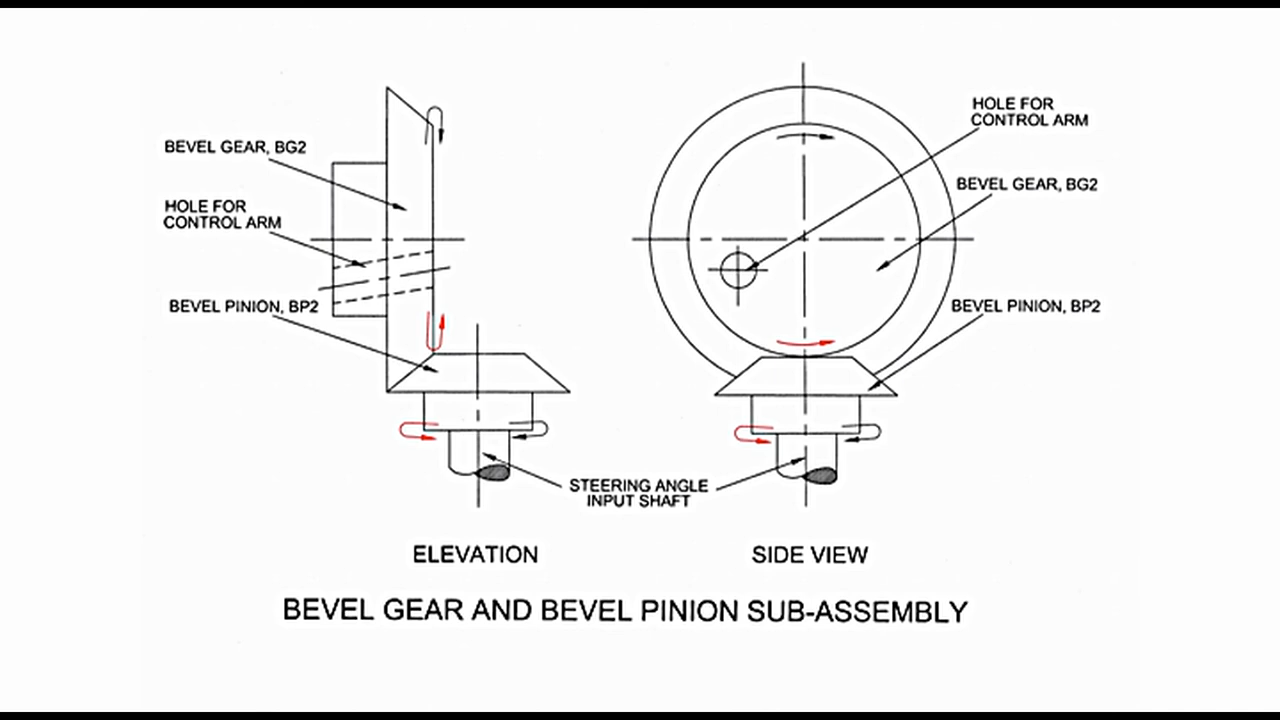 HOLE FOR
CONTROL ARM
BEVEL GEAR, BG2
BEVEL GEAR, BG2
HOLE FOR
CONTROL ARM
BEVEL PINION, BP2
BEVEL PINION, BP2
STEERING ANGLE
INPUT SHAFT
ELEVATION
SIDE VIEW
BEVEL GEAR AND BEVEL PINION SUB-ASSEMBLY